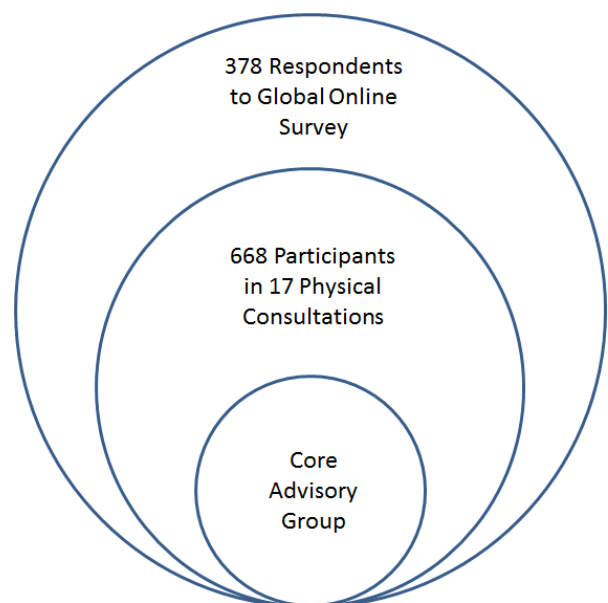 378 Respondents
to Global Online
Survey
668 Participants
in 17 Physical
Consultations
Core
Advisory
Group